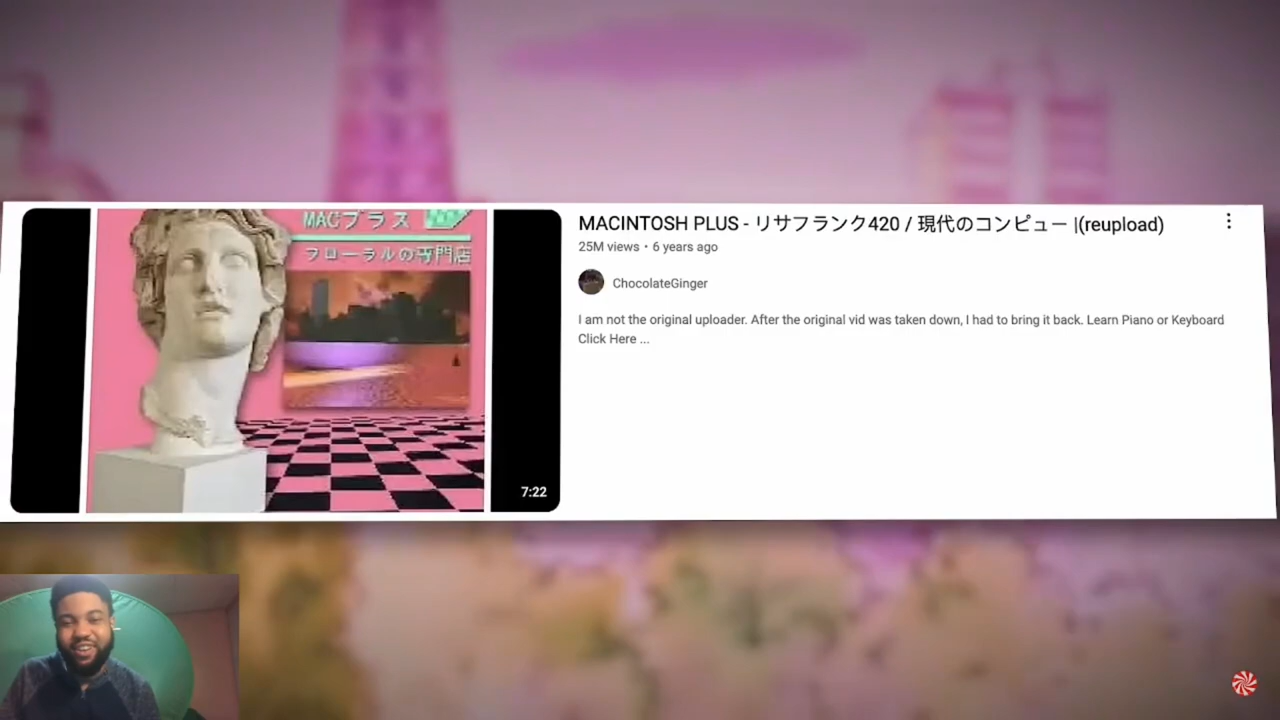 MACプラス
フローラルの専門店
7:22
MACINTOSH PLUS - リサフランク420 / 現代のコンピュー |(reupload)
25M views • 6 years ago
ChocolateGinger
I am not the original uploader. After the original vid was taken down, I had to bring it back. Learn Piano or Keyboard
Click Here ...